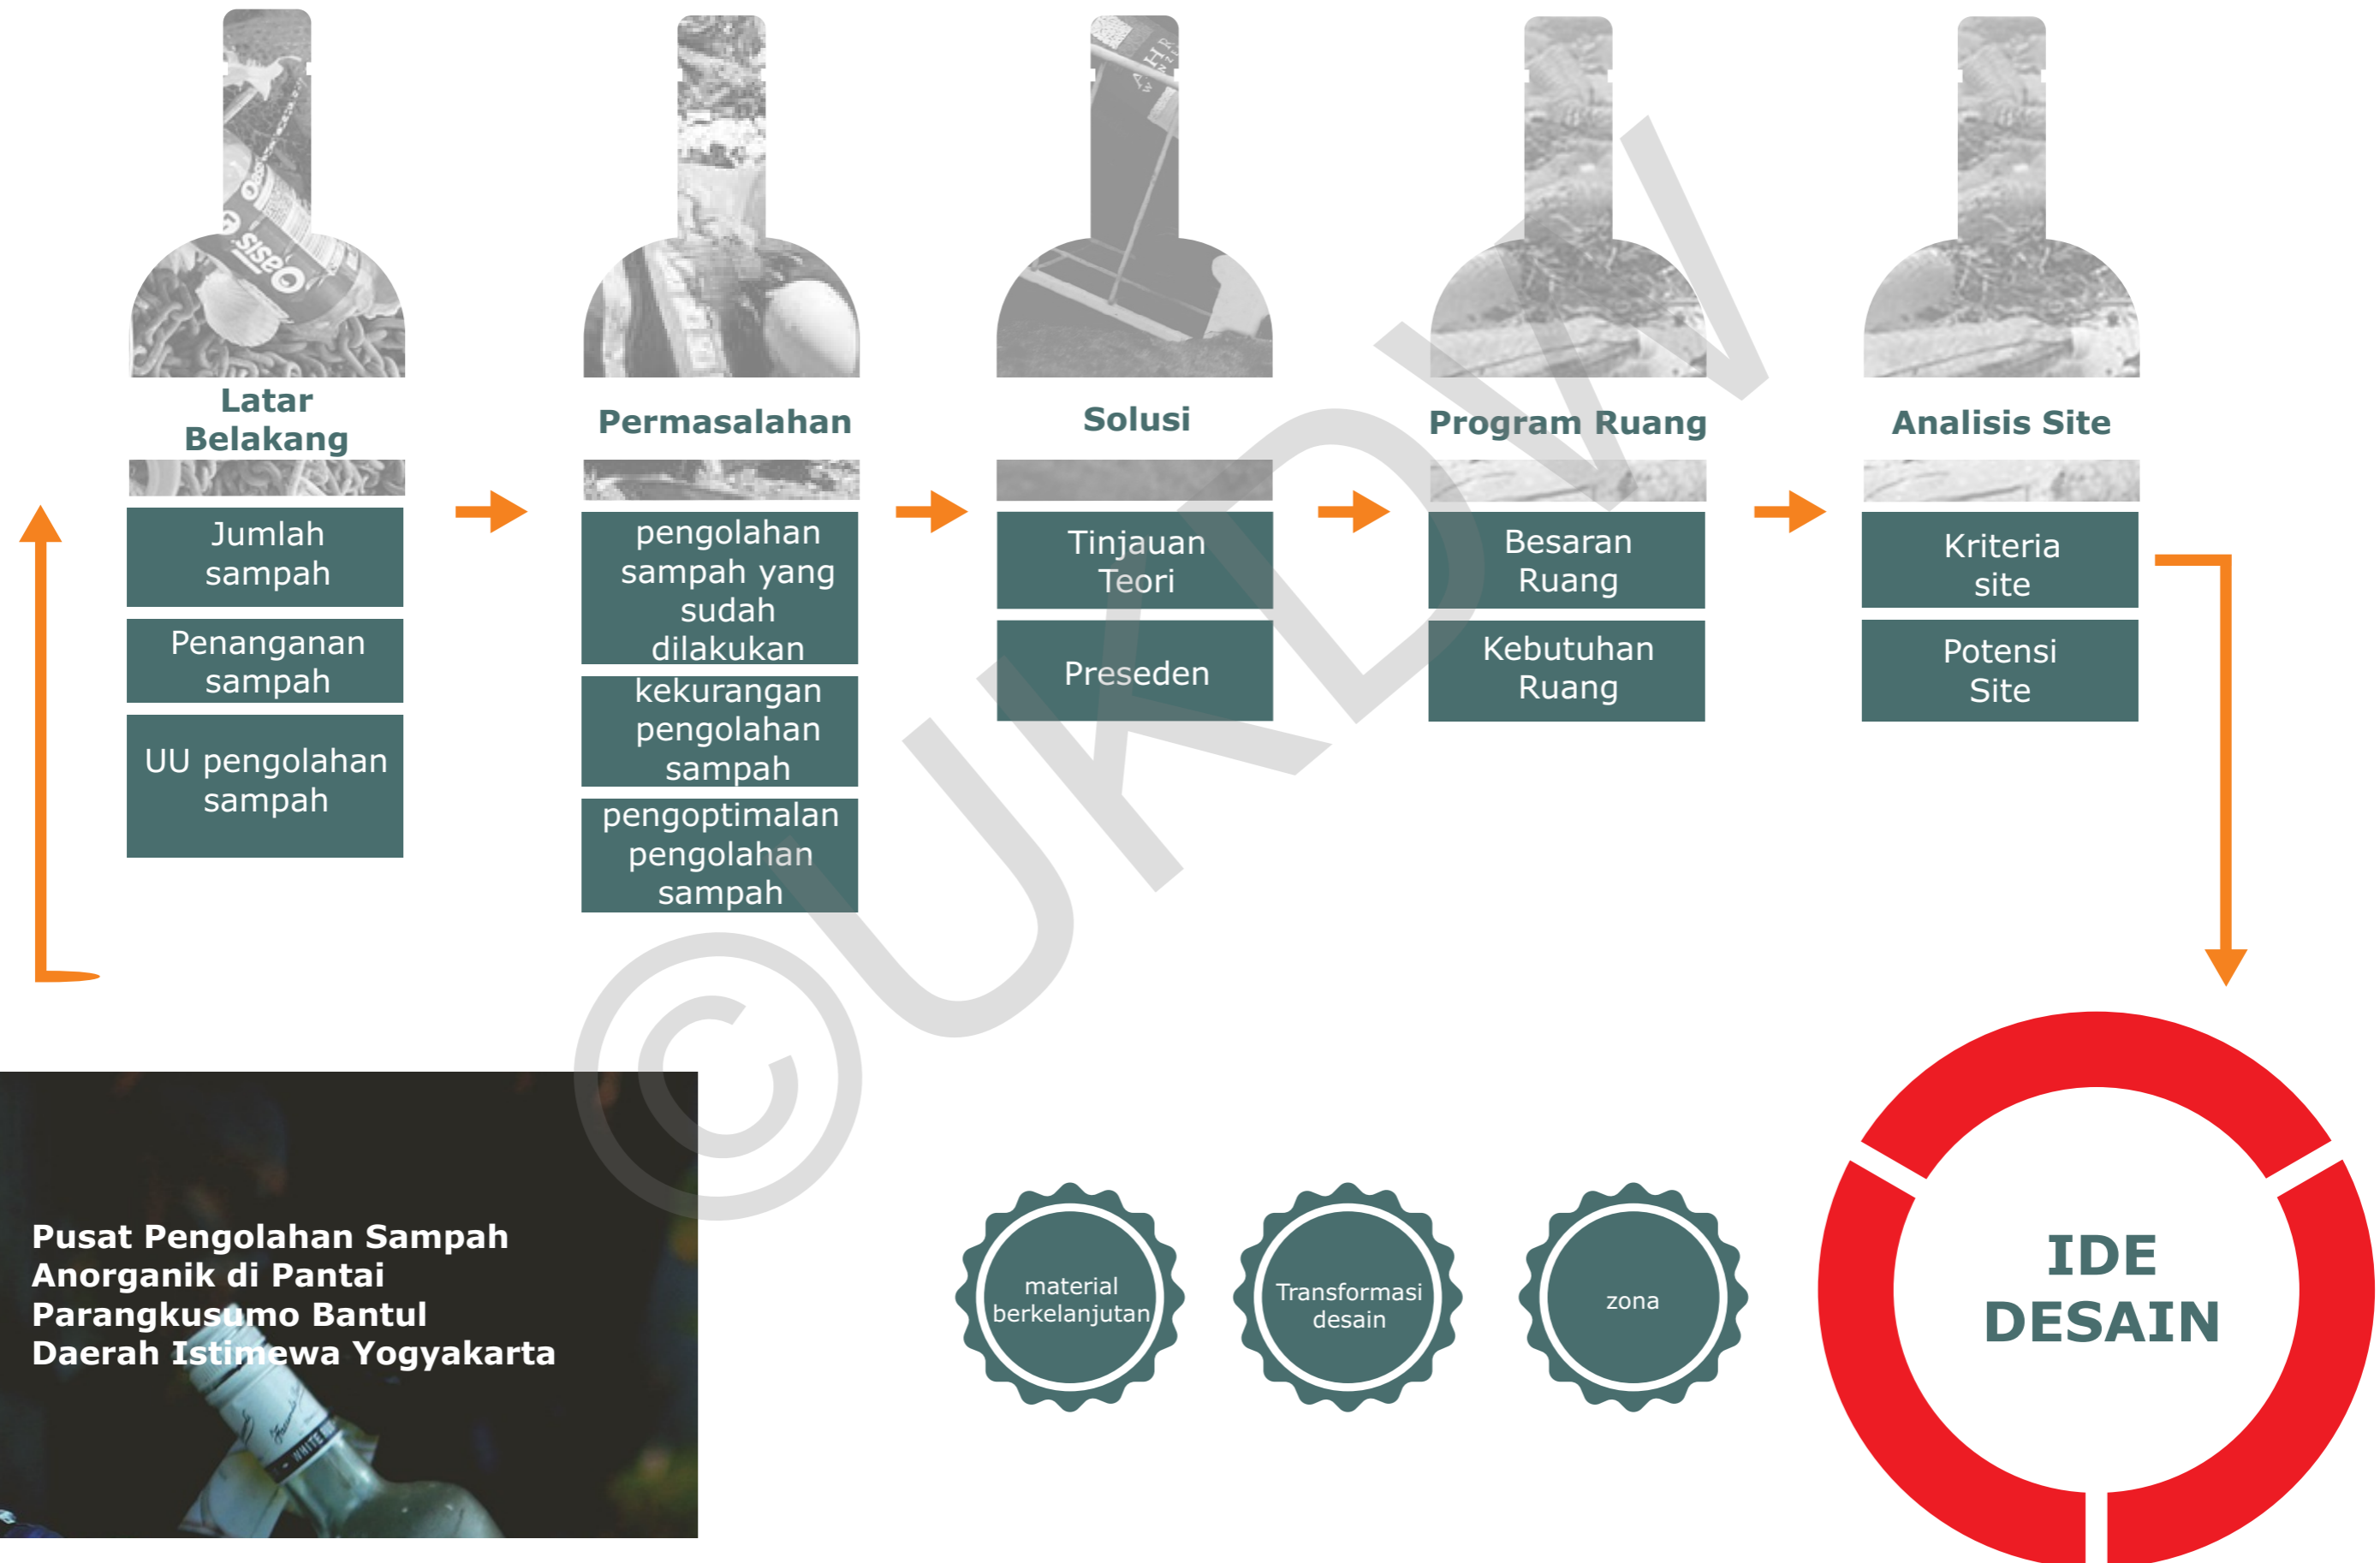 Oasis
Latar
Belakang
Jumlah
sampah
Penanganan
sampah
UU pengolahan
sampah
Permasalahan
pengolahan
sampah yang
sudah
dilakukan
kekurangan
pengolahan
sampah
pengoptimalan
pengolahan
sampah
Solusi
Tinjauan
Teori
Preseden
Program Ruang
Besaran
Ruang
Kebutuhan
Ruang
Analisis Site
Kriteria
site
Potensi
Site
©UKDW
Pusat Pengolahan Sampah
Anorganik di Pantai
Parangkusumo Bantul
Daerah Istimewa Yogyakarta
WHITE
material
berkelanjutan
Transformasi
desain
zona
IDE
DESAIN